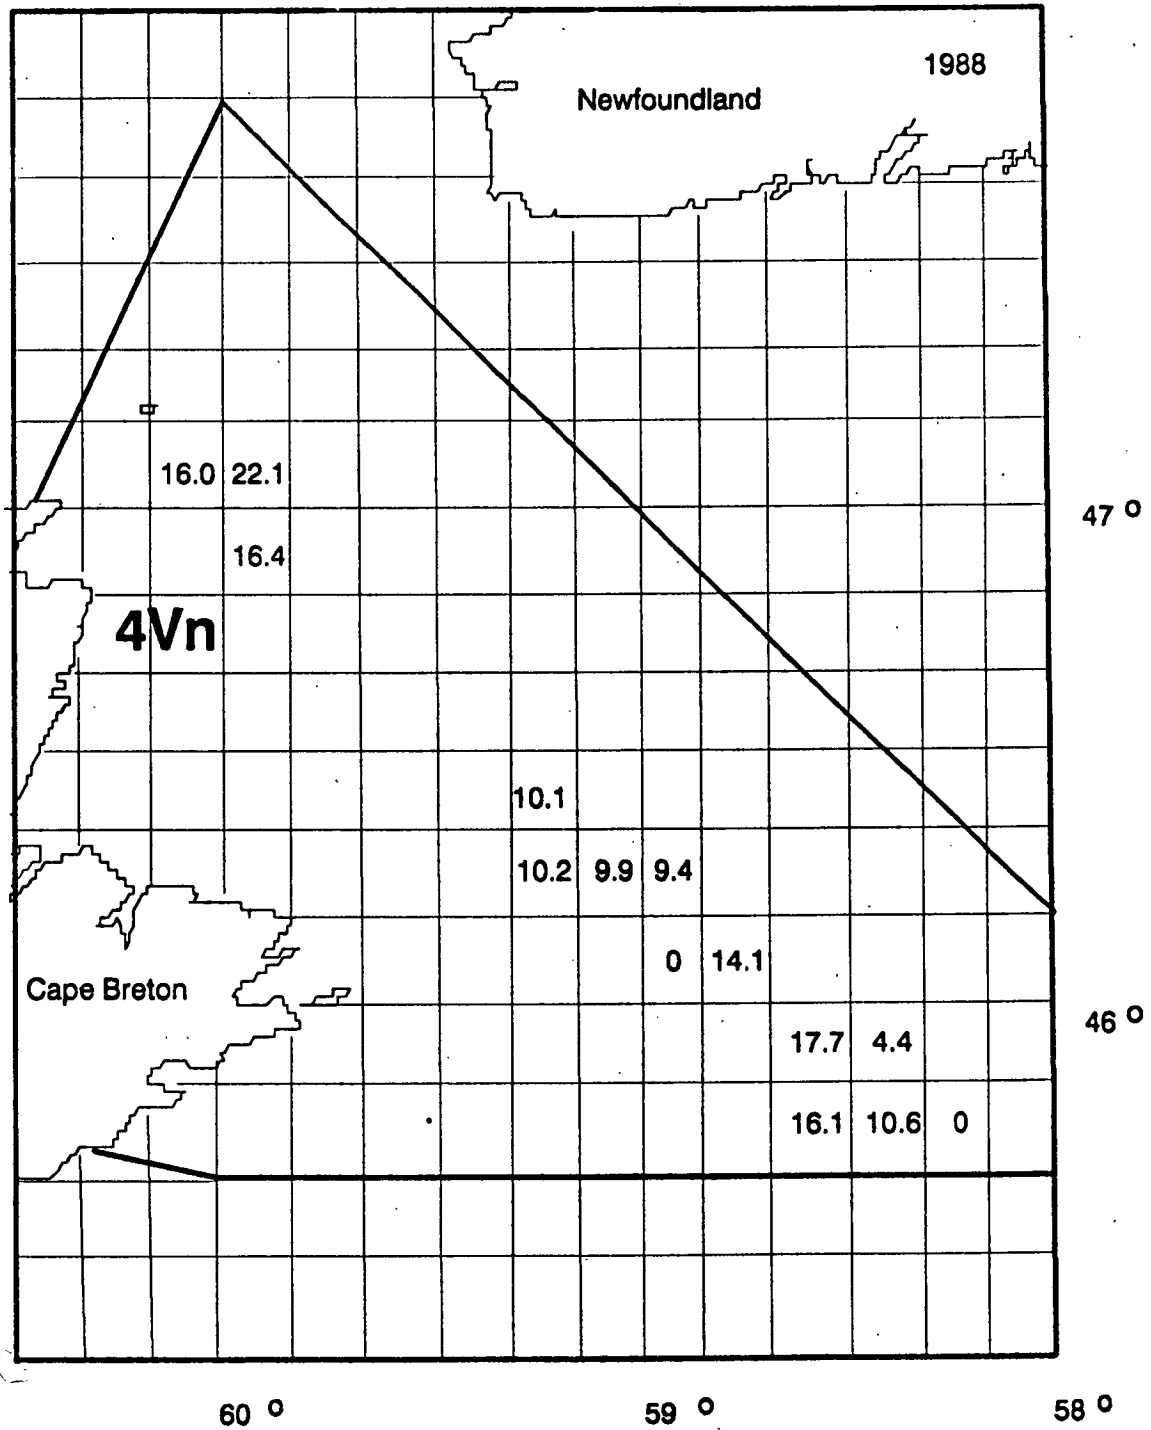 1988
Newfoundland
16.0 22.1
47 o
16.4
4Vn
10.1
10.2 9.9 9.4
0 14.1
Cape Breton
46 o
17.7 4.4
16.1 10.6 0
60 o 59 o 58 o